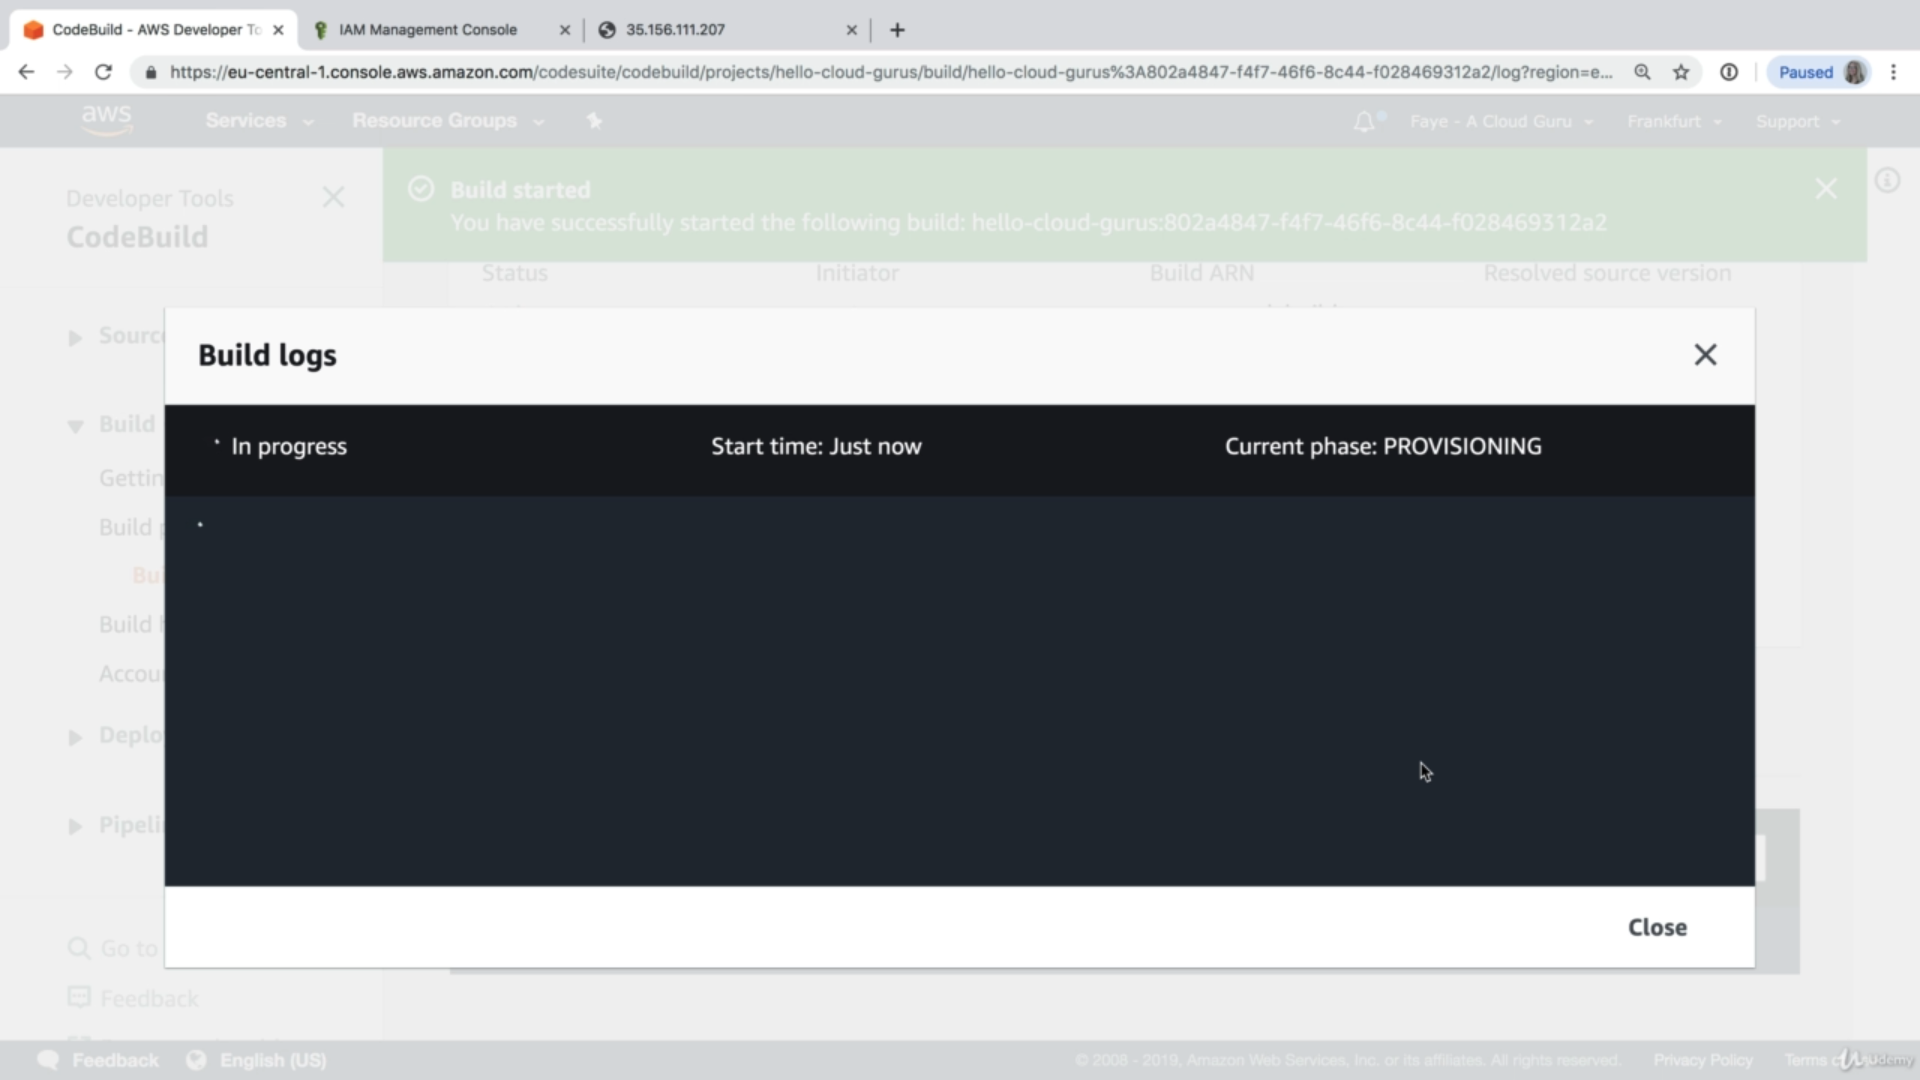 CodeBuild - AWS Developer To
IAM Management Console
35.156.111.207
https://eu-central-1.console.aws.amazon.com/codesuite/codebuild/projects/hello-cloud-gurus/build/hello-cloud-gurus%3A802a4847-f4f7-46f6-8c44-f028469312a2/log?region=e...
Paused
aws
Services
Resource Groups
Faye - A Cloud Guru
Frankfurt
Support
Developer Tools
CodeBuild
Build started
You have successfully started the following build: hello-cloud-gurus:802a4847-f4f7-46f6-8c44-f028469312a2
Status
Initiator
Build ARN
Resolved source version
Sourc
Build logs
Build
In progress
Start time: Just now
Current phase: PROVISIONING
Gettin
Build p
Bui
Build h
Accou
Deplo
Pipeli
Close
Go to
Feedback
Feedback
English (US)
© 2008 - 2019, Amazon Web Services, Inc. or its affiliates. All rights reserved.
Privacy Policy
Terms
Udemy